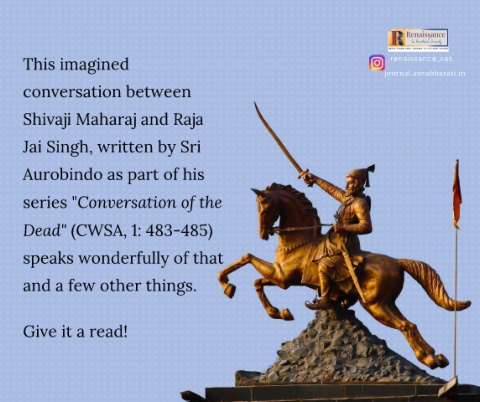 Renaissance
renaissance_sas
journal.aurobharati.in
This imagined
conversation between
Shivaji Maharaj and Raja
Jai Singh, written by Sri
Aurobindo as part of his
series "Conversation of the
Dead" (CWSA, 1: 483-485)
speaks wonderfully of that
and a few other things.
Give it a read!